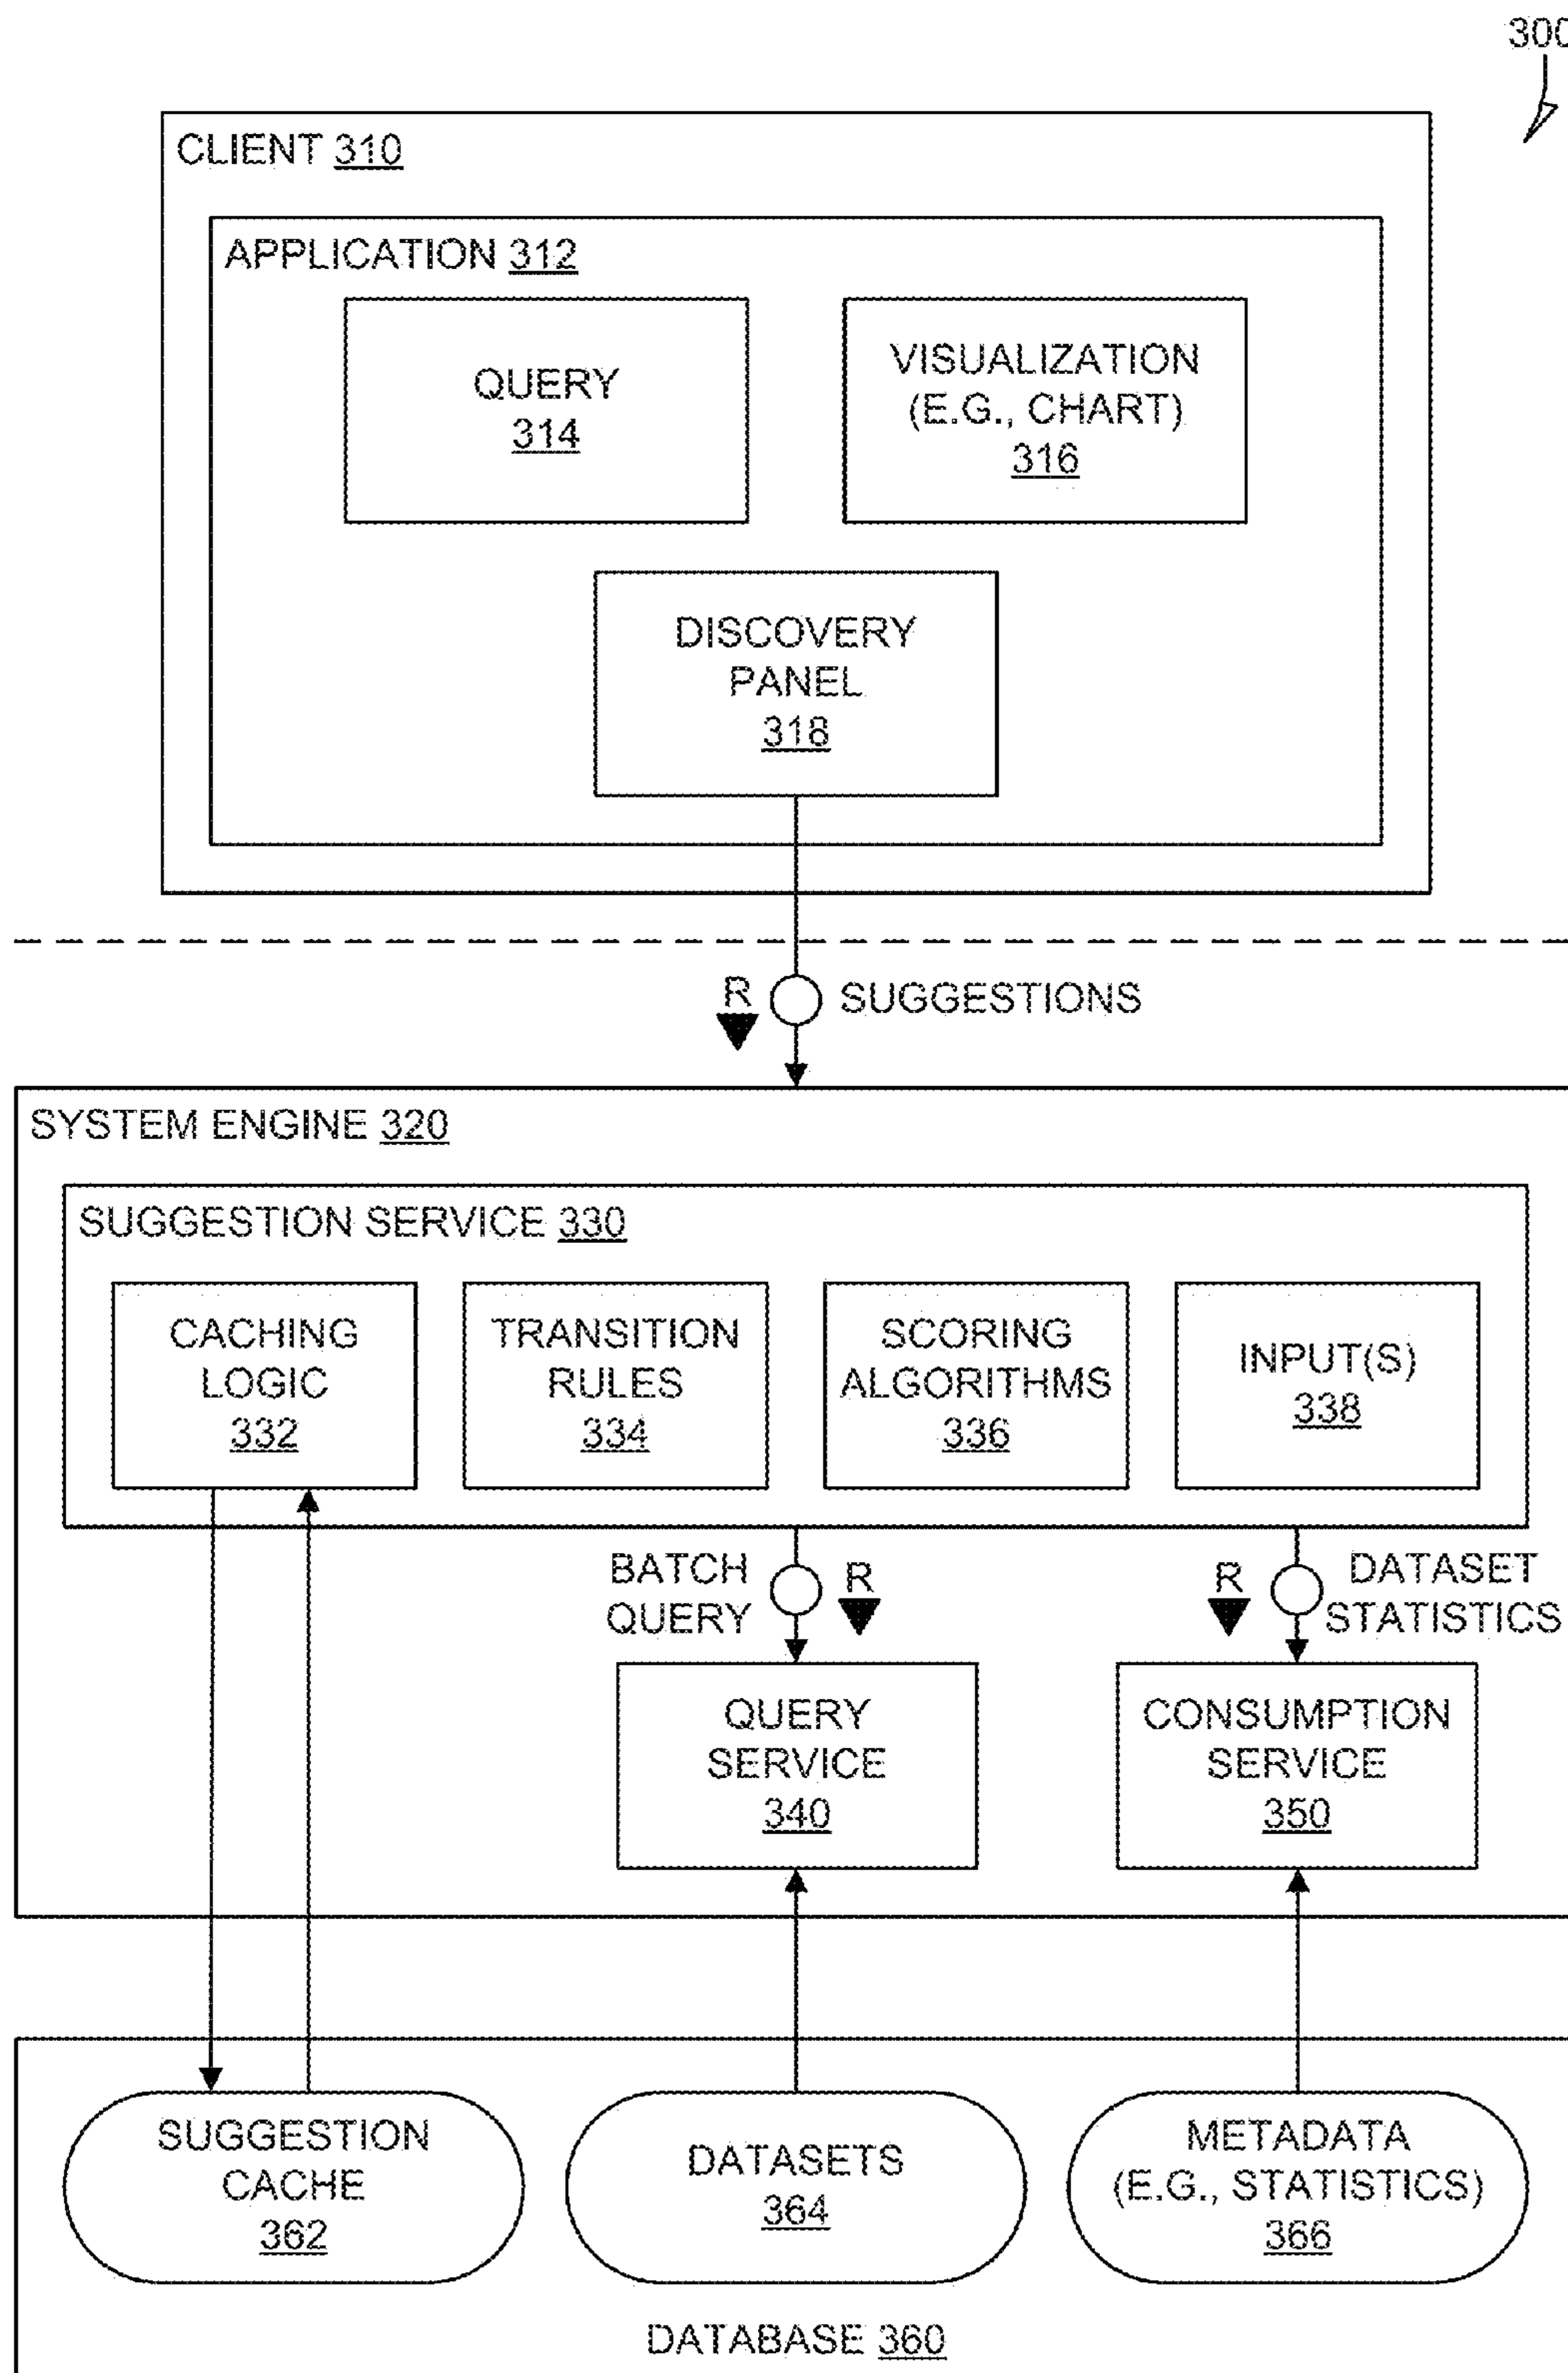 300
CLIENT 310
APPLICATION 312
QUERY
314
VISUALIZATION
(E.G., CHART)
316
DISCOVERY
PANEL
318
R
SUGGESTIONS
SYSTEM ENGINE 320
SUGGESTION SERVICE 330
CACHING
LOGIC
332
TRANSITION
RULES
334
SCORING
ALGORITHMS
336
INPUT(S)
338
BATCH
QUERY
R
R
DATASET
STATISTICS
QUERY
SERVICE
340
CONSUMPTION
SERVICE
350
SUGGESTION
CACHE
362
DATASETS
364
METADATA
(E.G., STATISTICS)
366
DATABASE 360